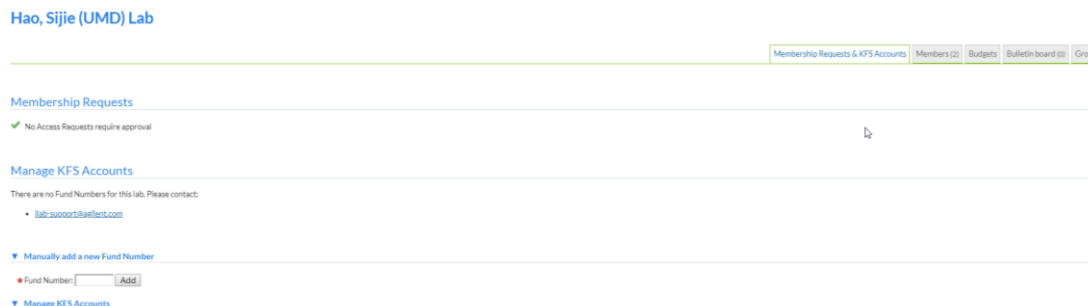 Hao, Sijie (UMD) Lab
Membership Requests & KFS Accounts Members (2) Budgets Bulletin board (0) Gro
Membership Requests
No Access Requests require approval
Manage KFS Accounts
There are no Fund Numbers for this lab. Please contact:
ilab-support@agilent.com
Manually add a new Fund Number
* Fund Number: Add
Manage KFS Accounts